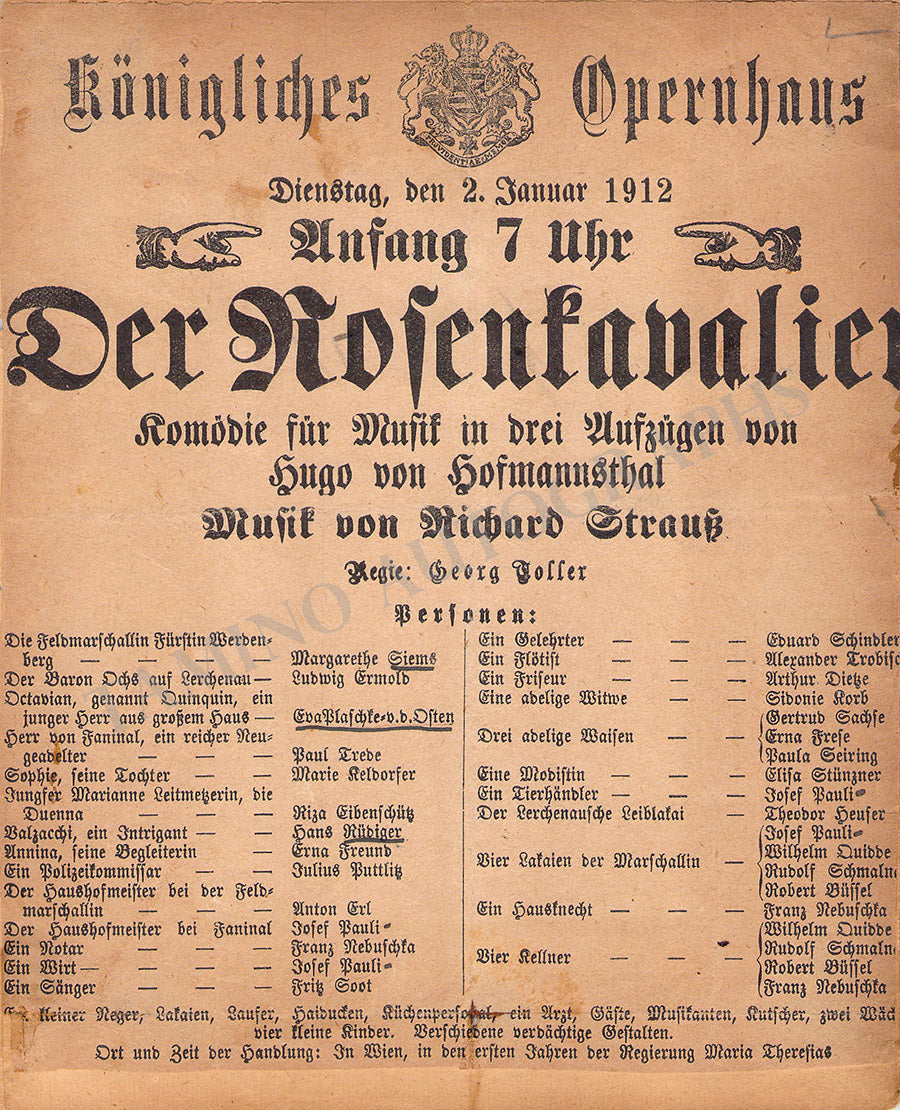 Königliches Opernhaus
PROVIDENTIAE MEMOR
Dienstag, den 2. Januar 1912
Anfang 7 Uhr
Der Rosenkavalier
Komödie für Musik in drei Aufzügen von
Hugo von Hofmannsthal
Musik von Richard Strauß
Regie: Georg Toller
Personen:
Die Feldmarschallin Fürstin Werden-
berg — — — — — Margarethe Siems
Der Baron Ochs auf Lerchenau — Ludwig Ermold
Octavian, genannt Quinquin, ein
junger Herr aus großem Haus — Eva Plaschke-v.d.Osten
Herr von Faninal, ein reicher Neu-
geadelter — — — — Paul Trede
Sophie, seine Tochter — — — Marie Keldorfer
Jungfer Marianne Leitmetzerin, die
Duenna — — — — Riza Eibenschütz
Valzacchi, ein Intrigant — — Hans Rüdiger
Annina, seine Begleiterin — — Erna Freund
Ein Polizeikommissar — — — Julius Puttlitz
Der Haushofmeister bei der Feld-
marschallin — — — — Anton Erl
Der Haushofmeister bei Faninal Josef Pauli
Ein Notar — — — — Franz Nebuschka
Ein Wirt — — — — — Josef Pauli
Ein Sänger — — — — Fritz Soot
Ein Gelehrter — — — Eduard Schindler
Ein Flötist — — — Alexander Trobisc
Ein Friseur — — — Arthur Dietze
Eine adelige Witwe — — — Sidonie Korb
Gertrud Sachse
Drei adelige Waisen — — Erna Frese
Paula Seiring
Eine Modistin — — — Elisa Stünzner
Ein Tierhändler — — — Josef Pauli
Der Lerchenausche Leiblakai — — Theodor Heuser
Josef Pauli
Vier Lakaien der Marschallin — Wilhelm Quidde
Rudolf Schmaln
Robert Büssel
Ein Hausknecht — — — Franz Nebuschka
Wilhelm Quidde
Vier Kellner — — — Rudolf Schmaln
Robert Büssel
Franz Nebuschka
kleiner Neger, Lakaien, Laufer, Haiducken, Küchenpersonal, ein Arzt, Gäste, Musikanten, Kutscher, zwei Wäc
vier kleine Kinder. Verschiedene verdächtige Gestalten.
Ort und Zeit der Handlung: In Wien, in den ersten Jahren der Regierung Maria Theresias
TAMINO AUTOGRAPHS